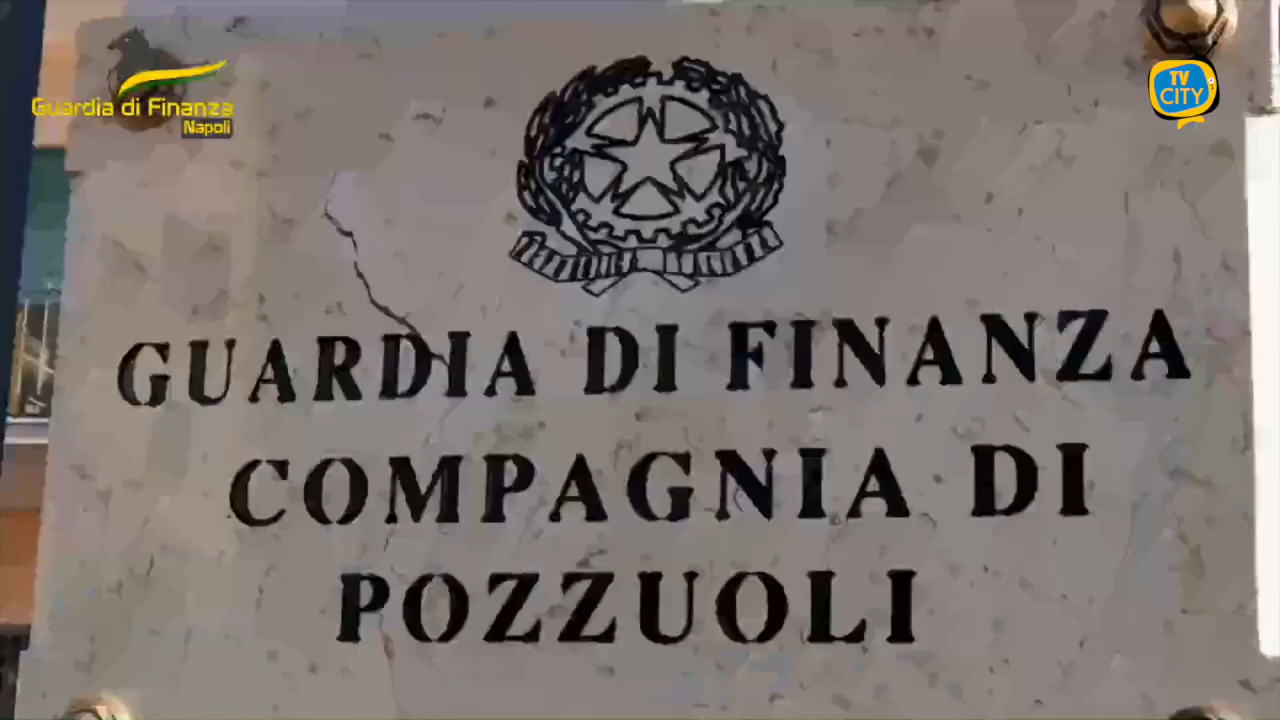 Guardia di Finanza
Napoli
TV
CITY
GUARDIA DI FINANZA
COMPAGNIA DI
POZZUOLI